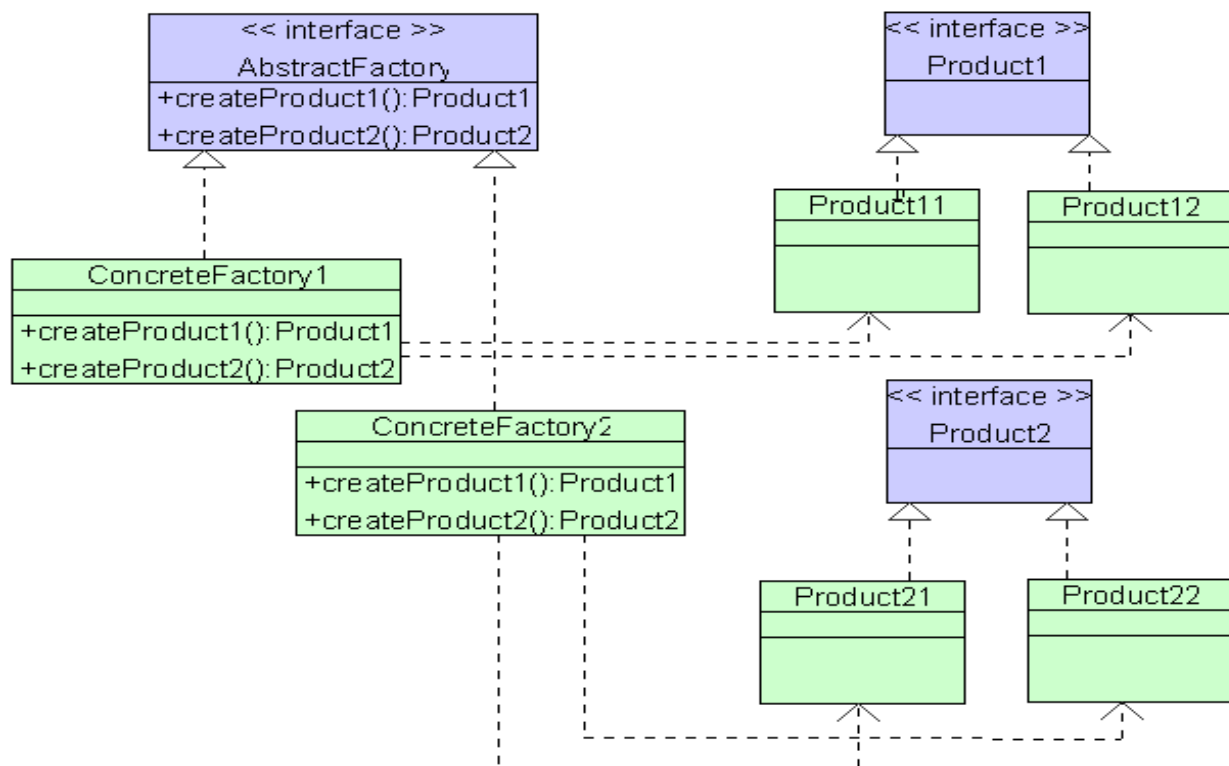 << interface >>
AbstractFactory
+createProduct1():Product1
+createProduct2():Product2
<< interface >>
Product1
Product11
Product12
ConcreteFactory1
+createProduct1():Product1
+createProduct2():Product2
<< interface >>
Product2
ConcreteFactory2
+createProduct1():Product1
+createProduct2():Product2
Product21
Product22